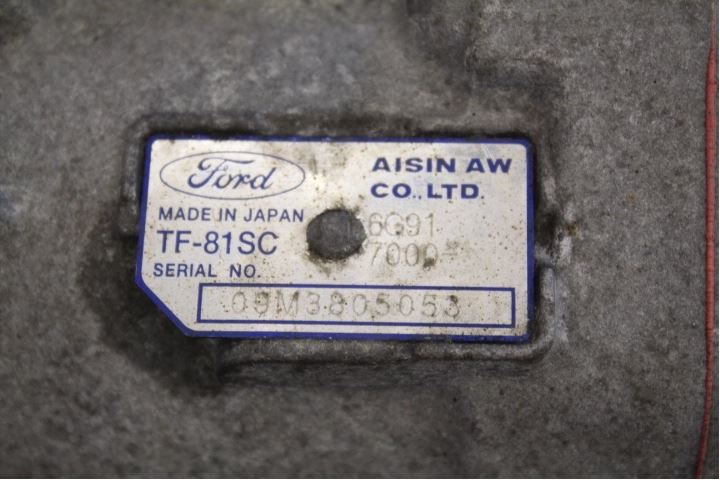 Ford
AISIN AW
CO.,LTD.
MADE IN JAPAN
TF-81SC
6G91
7000-
SERIAL NO.
09M3805053